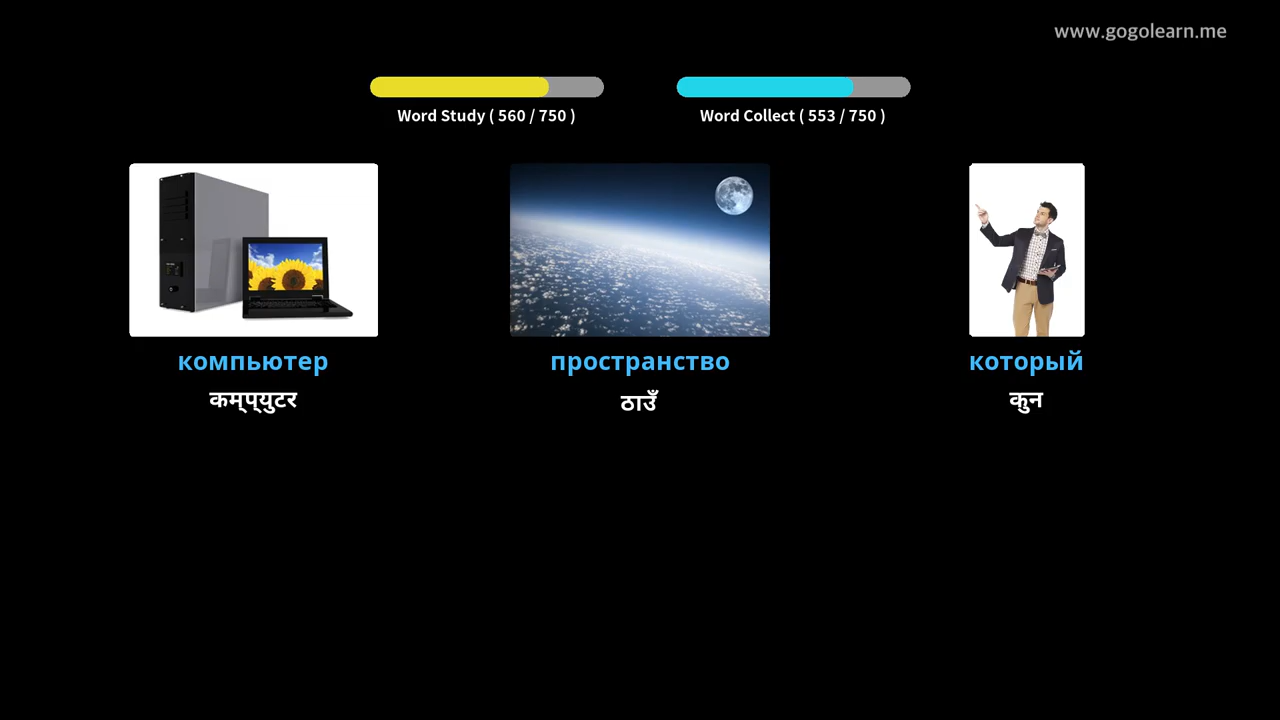 www.gogolearn.me
Word Study ( 560 / 750 )
Word Collect ( 553 / 750 )
компьютер
пространство
который
कम्प्युटर
ठाउँ
कुन